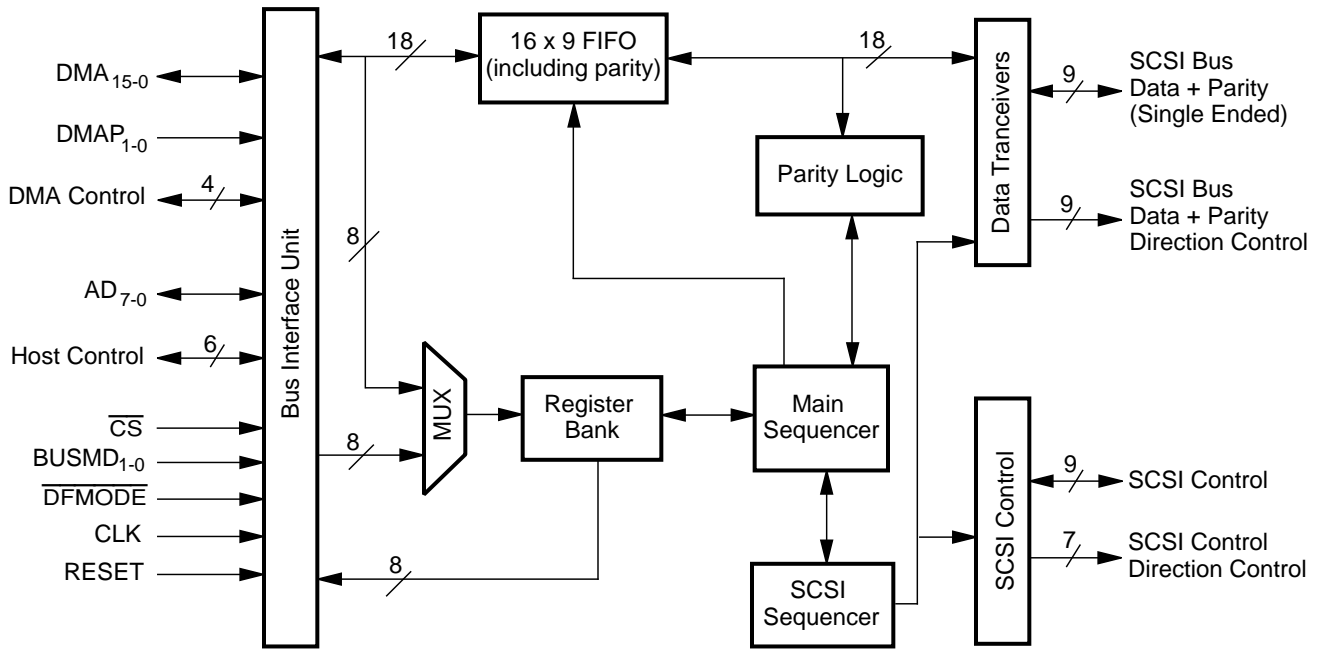 DMA15-0
DMAP1-0
DMA Control
4
AD7-0
Host Control
6
CS
BUSMD1-0
DFMODE
CLK
RESET
Bus Interface Unit
18
16 x 9 FIFO
(including parity)
18
8
8
8
MUX
Register
Bank
Parity Logic
Main
Sequencer
SCSI
Sequencer
Data Tranceivers
9
SCSI Bus
Data + Parity
(Single Ended)
9
SCSI Bus
Data + Parity
Direction Control
SCSI Control
9
SCSI Control
7
SCSI Control
Direction Control